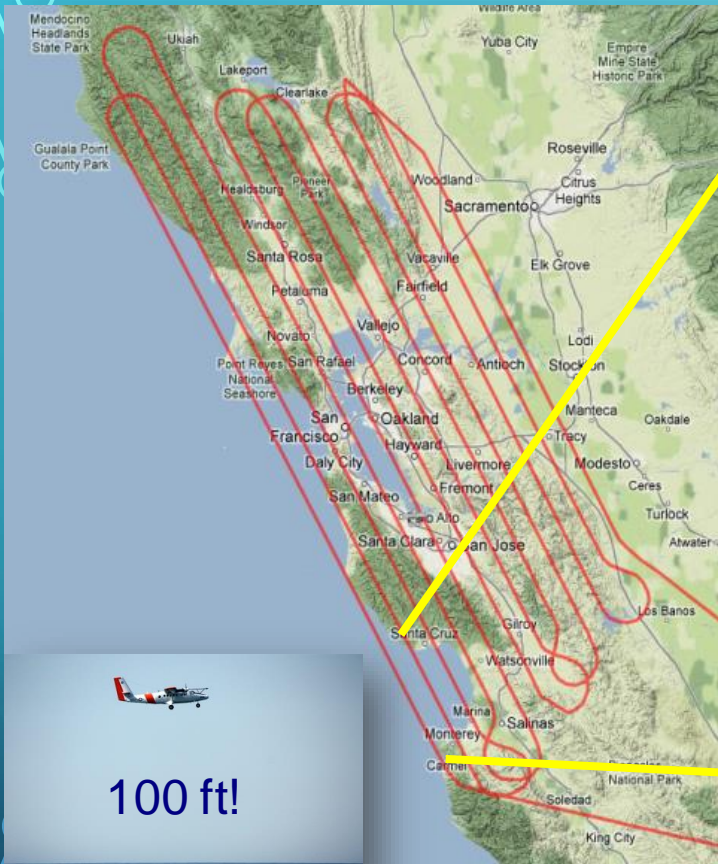 Mendocino
Headlands
State Park
Ukiah
Wildlife Area
Yuba City
Empire
Mine State
Historic Park
Lakeport
Clearlake
Gualala Point
County Park
Roseville
Woodland
Citrus
Heights
Healdsburg
Pioneer
Park
Sacramento
Windsor
Santa Rosa
Vacaville
Elk Grove
Fairfield
Petaluma
Vallejo
Novato
Lodi
Point Reyes
National
Seashore
San Rafael
Concord
Antioch
Stockton
Berkeley
San
Francisco
Oakland
Manteca
Oakdale
Hayward
Tracy
Daly City
Livermore
Modesto
San Mateo
Fremont
Ceres
Turlock
Alto
Santa Clara
San Jose
Atwater
Los Banos
Santa Cruz
Gilroy
Watsonville
Marina
Salinas
Monterey
Carmel
National Park
Soledad
King City
100 ft!